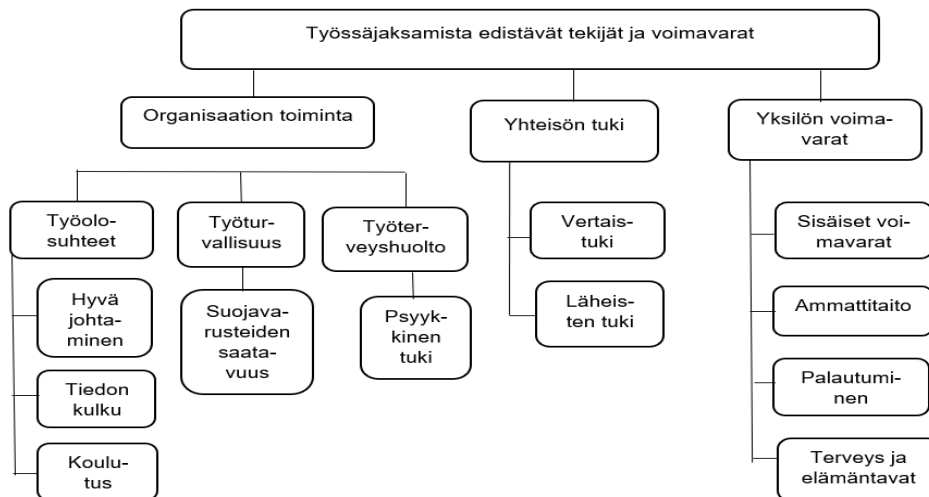 Työssäjaksamista edistävät tekijät ja voimavarat
Organisaation toiminta
Yhteisön tuki
Yksilön voima-
varat
Työolo-
suhteet
Työtur-
vallisuus
Työter-
veyshuolto
Hyvä
johta-
minen
Tiedon
kulku
Koulu-
tus
Suojava-
rusteiden
saata-
vuus
Psyyk-
kinen
tuki
Vertais-
tuki
Läheis-
ten tuki
Sisäiset voi-
mavarat
Ammattitaito
Palautumi-
nen
Terveys ja
elämäntavat